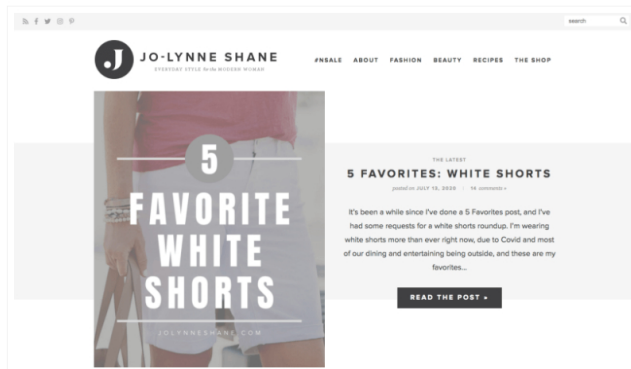 search
J
JO-LYNNE SHANE
EVERYDAY STYLE for the MODERN WOMAN
#NSALE ABOUT FASHION BEAUTY RECIPES THE SHOP
5
FAVORITE
WHITE
SHORTS
JOLYNNESHANE.COM
THE LATEST
5 FAVORITES: WHITE SHORTS
posted on JULY 13, 2020 | 14 comments »
It's been a while since I've done a 5 Favorites post, and I've
had some requests for a white shorts roundup. I'm wearing
white shorts more than ever right now, due to Covid and most
of our dining and entertaining being outside, and these are my
favorites...
READ THE POST »